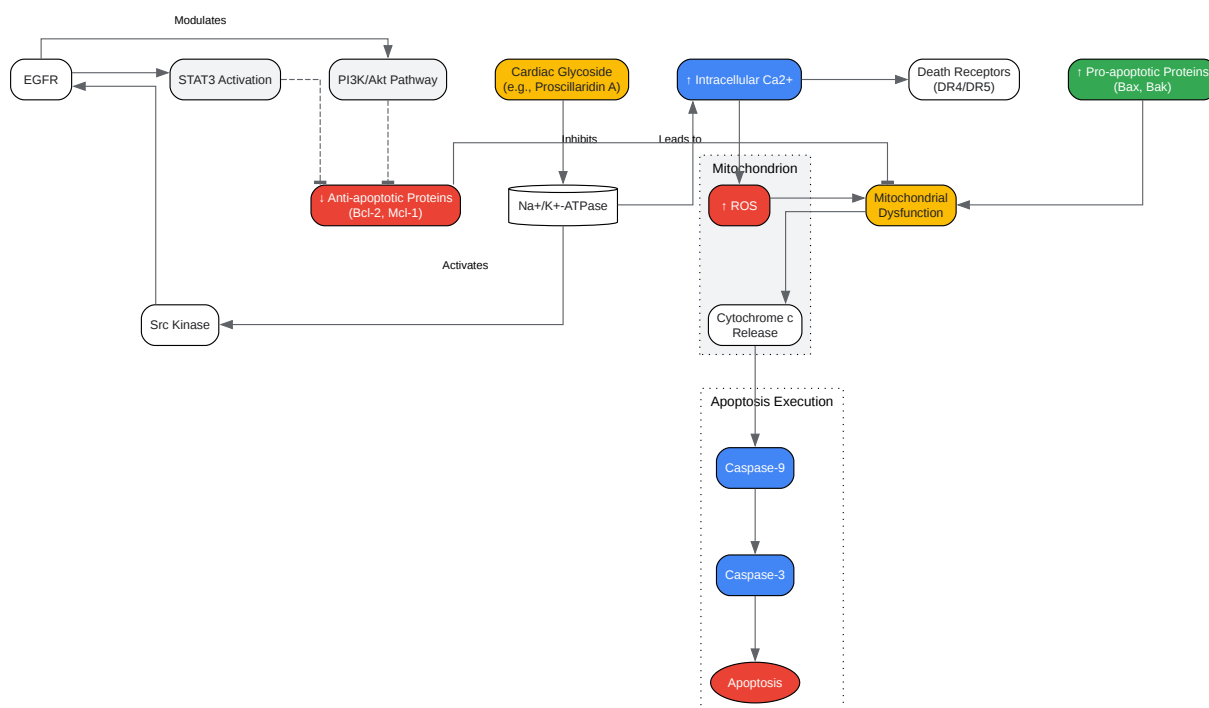 Modulates
EGFR
STAT3 Activation
PI3K/Akt Pathway
Cardiac Glycoside
(e.g., Proscillaridin A)
↑ Intracellular Ca2+
Death Receptors
(DR4/DR5)
↑ Pro-apoptotic Proteins
(Bax, Bak)
Inhibits
Leads to
Mitochondrion
↓ Anti-apoptotic Proteins
(Bcl-2, Mcl-1)
Na+/K+-ATPase
↑ ROS
Mitochondrial
Dysfunction
Activates
Src Kinase
Cytochrome c
Release
Apoptosis Execution
Caspase-9
Caspase-3
Apoptosis